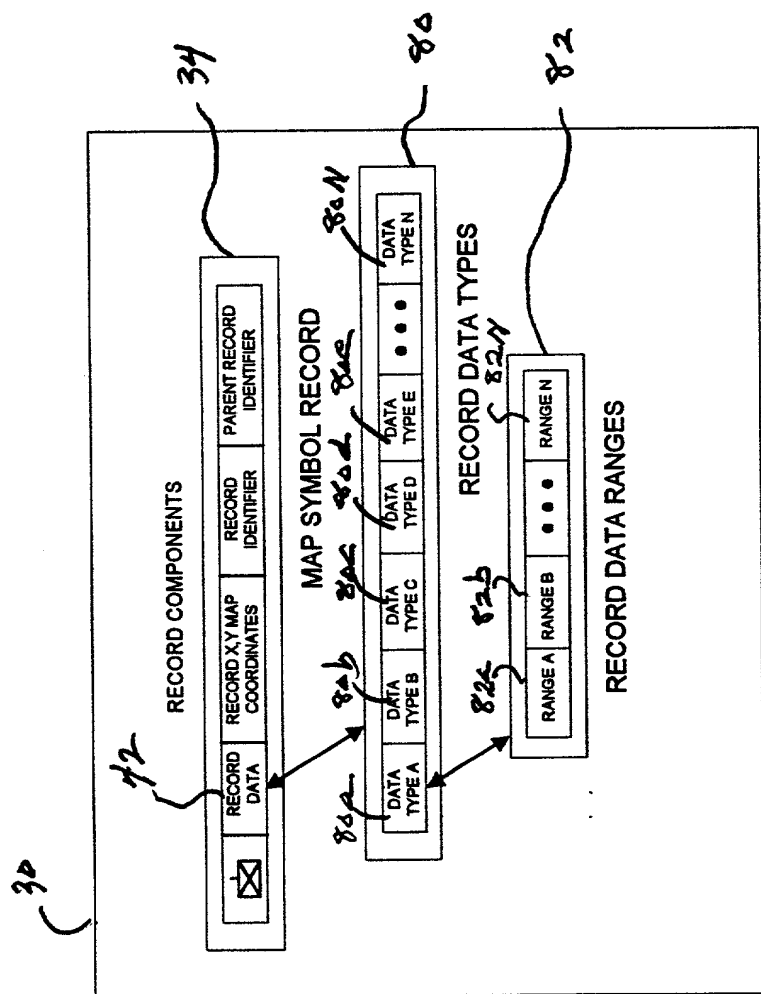 30
RECORD COMPONENTS
42
34
RECORD DATA
RECORD X,Y MAP COORDINATES
RECORD IDENTIFIER
PARENT RECORD IDENTIFIER
MAP SYMBOL RECORD
80a
80b
80c
80d
80e
80N
80
DATA TYPE A
DATA TYPE B
DATA TYPE C
DATA TYPE D
DATA TYPE E
DATA TYPE N
RECORD DATA TYPES
82a
82b
82N
82
RANGE A
RANGE B
RANGE N
RECORD DATA RANGES